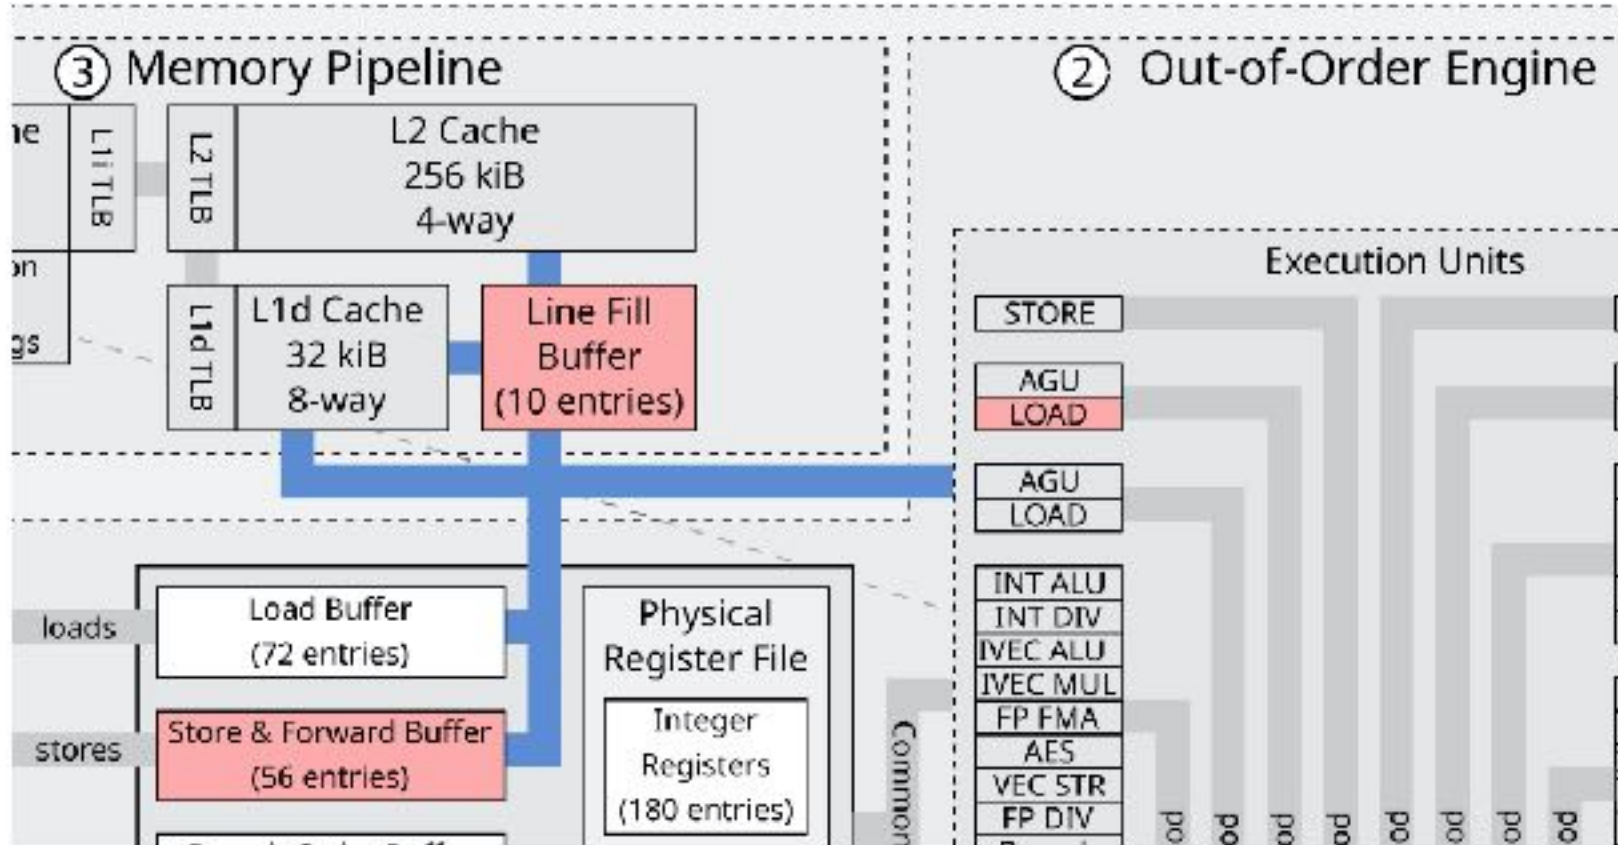 3 Memory Pipeline
2 Out-of-Order Engine
L1i TLB
L2 TLB
L2 Cache
256 kiB
4-way
L1d TLB
L1d Cache
32 kiB
8-way
Line Fill
Buffer
(10 entries)
Execution Units
STORE
AGU
LOAD
AGU
LOAD
INT ALU
INT DIV
IVEC ALU
IVEC MUL
FP FMA
AES
VEC STR
FP DIV
loads
Load Buffer
(72 entries)
stores
Store & Forward Buffer
(56 entries)
Physical
Register File
Integer
Registers
(180 entries)
Common